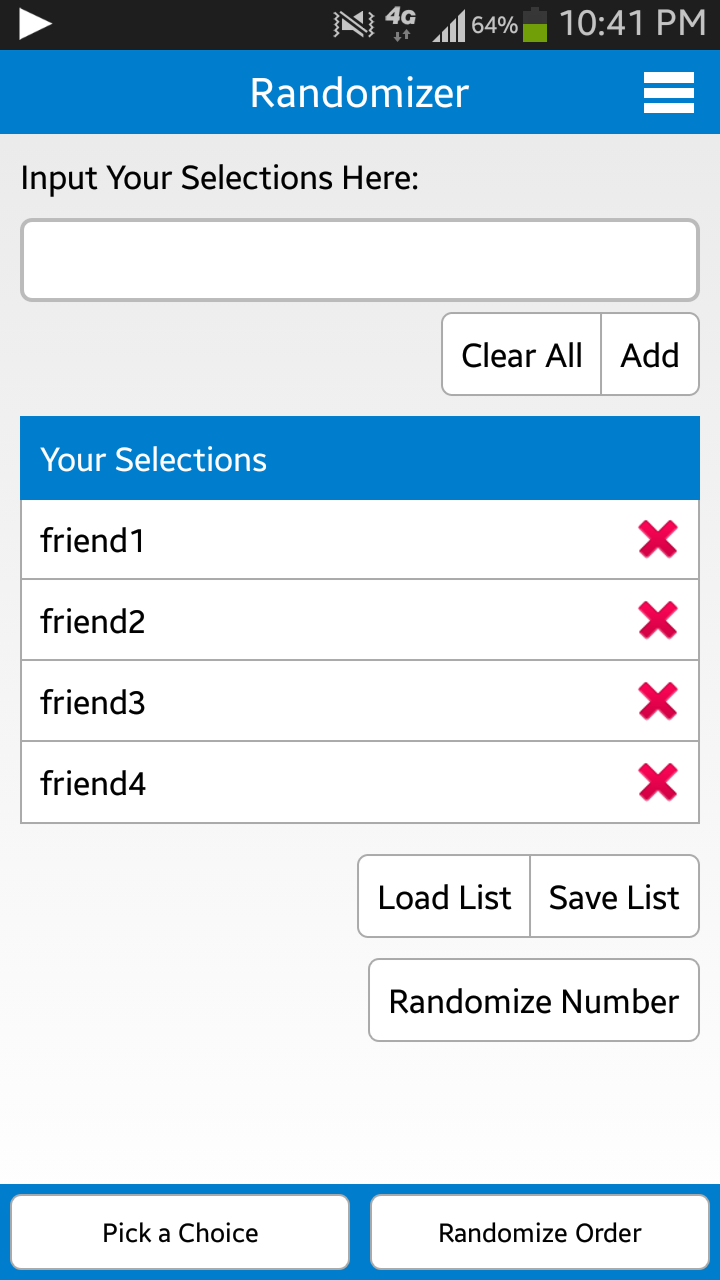 4G 64% 10:41 PM
Randomizer
Input Your Selections Here:
Clear All Add
Your Selections
friend1
friend2
friend3
friend4
Load List Save List
Randomize Number
Pick a Choice Randomize Order